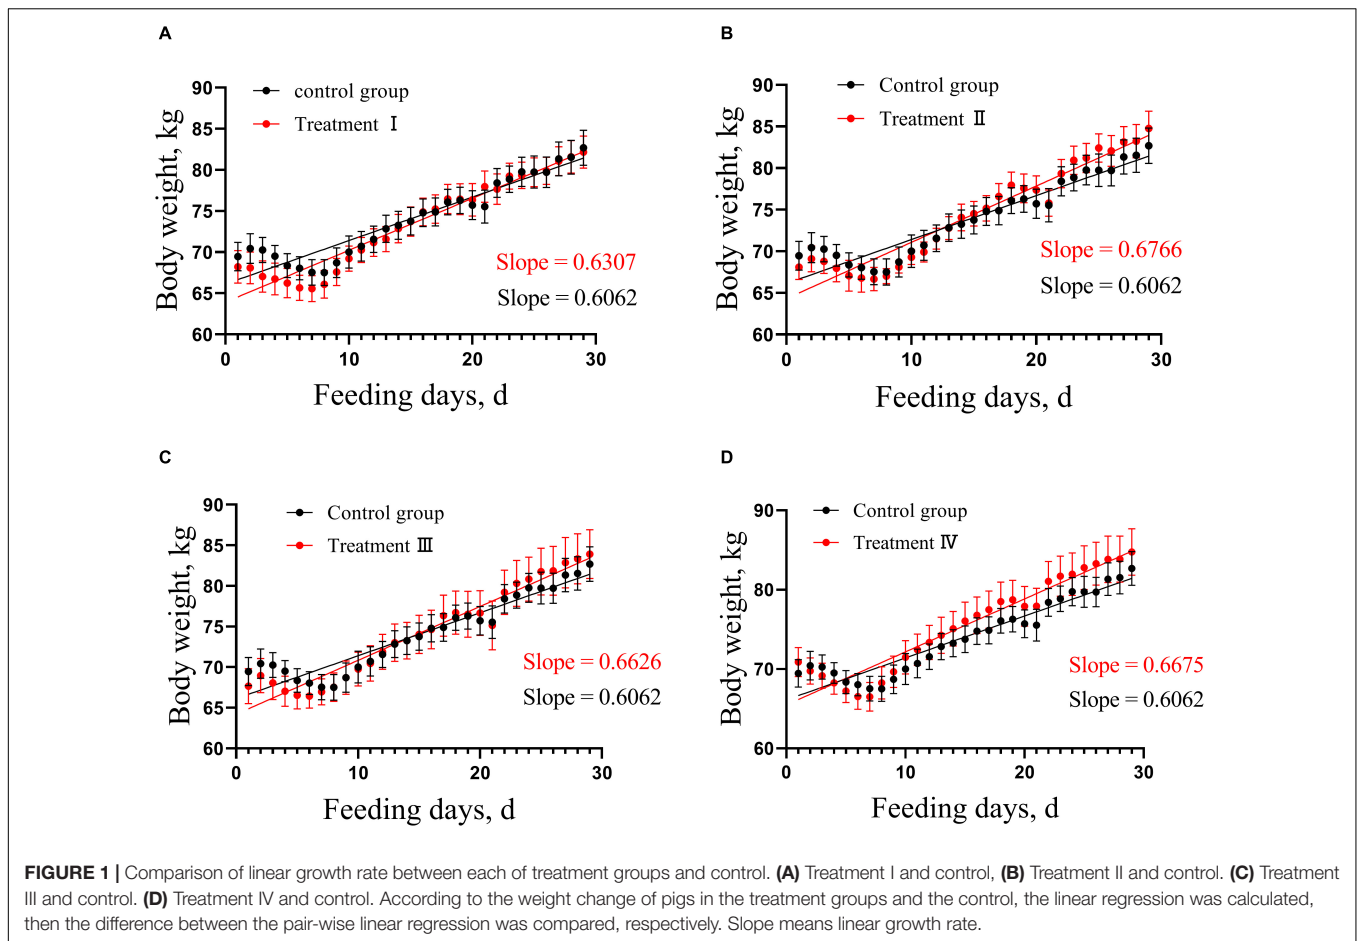 A
90
85
80
75
70
65
60
0
10
20
30
Body weight, kg
Feeding days, d
control group
Treatment Ⅰ
Slope = 0.6307
Slope = 0.6062
B
90
85
80
75
70
65
60
0
10
20
30
Body weight, kg
Feeding days, d
Control group
Treatment Ⅱ
Slope = 0.6766
Slope = 0.6062
C
90
85
80
75
70
65
60
0
10
20
30
Body weight, kg
Feeding days, d
Control group
Treatment Ⅲ
Slope = 0.6626
Slope = 0.6062
D
90
80
70
60
0
10
20
30
Body weight, kg
Feeding days, d
Control group
Treatment Ⅳ
Slope = 0.6675
Slope = 0.6062
FIGURE 1 | Comparison of linear growth rate between each of treatment groups and control. (A) Treatment I and control, (B) Treatment II and control. (C) Treatment
III and control. (D) Treatment IV and control. According to the weight change of pigs in the treatment groups and the control, the linear regression was calculated,
then the difference between the pair-wise linear regression was compared, respectively. Slope means linear growth rate.